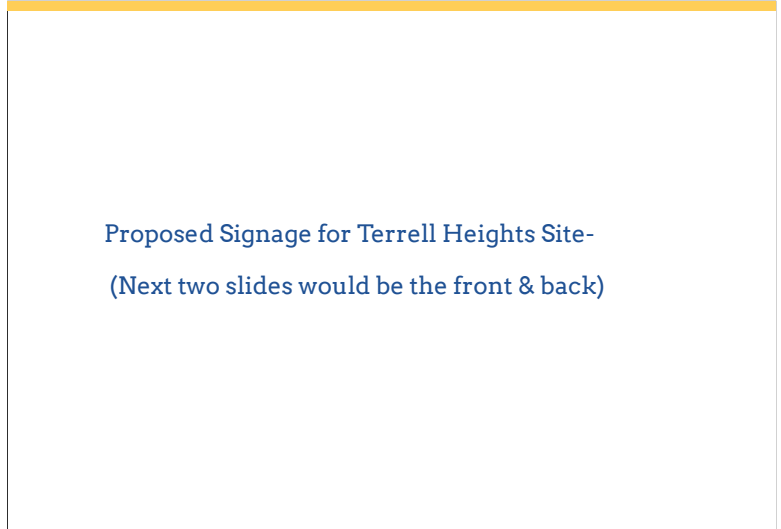 Proposed Signage for Terrell Heights Site-
(Next two slides would be the front & back)